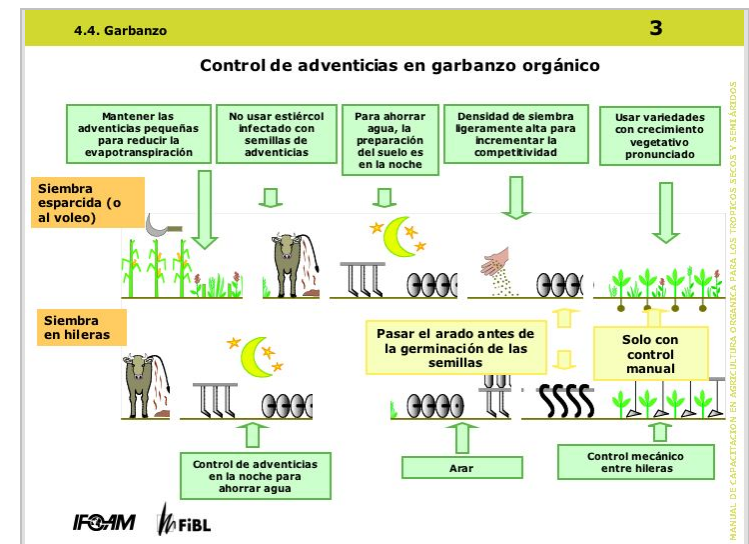 4.4. Garbanzo
3
Control de adventicias en garbanzo orgánico
Mantener las
adventicias pequeñas
para reducir la
evapotranspiración
No usar estiércol
infectado con
semillas de
adventicias
Para ahorrar
agua, la
preparación
del suelo es
en la noche
Densidad de siembra
ligeramente alta para
incrementar la
competitividad
Usar variedades
con crecimiento
vegetativo
pronunciado
Siembra
esparcida (o
al voleo)
Siembra
en hileras
Pasar el arado antes de
la germinación de las
semillas
Solo con
control
manual
Control de adventicias
en la noche para
ahorrar agua
Arar
Control mecánico
entre hileras
MANUAL DE CAPACITACIÓN EN AGRICULTURA ORGÁNICA PARA LOS TRÓPICOS SECOS Y SEMIÁRIDOS
IFOAM
FiBL